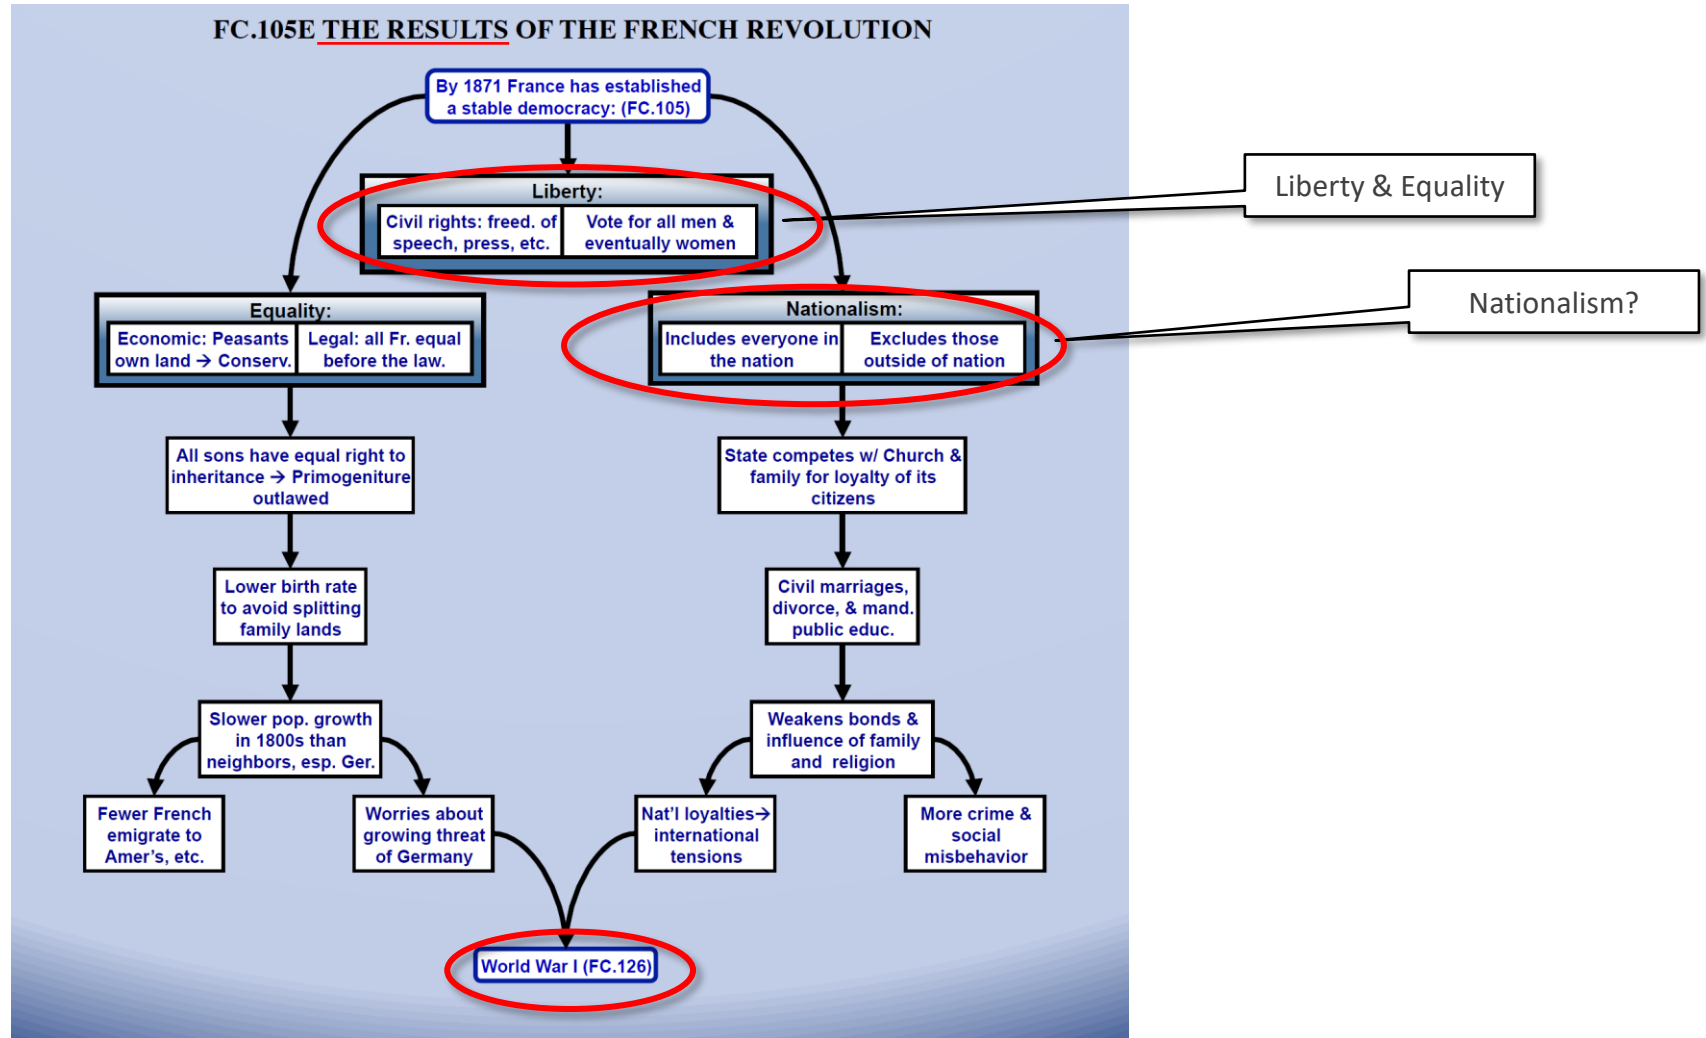 FC.105E THE RESULTS OF THE FRENCH REVOLUTION
By 1871 France has established
a stable democracy: (FC.105)
Liberty:
Civil rights: freed. of
speech, press, etc.
Vote for all men &
eventually women
Liberty & Equality
Nationalism?
Equality:
Economic: Peasants
own land → Conserv.
Legal: all Fr. equal
before the law.
Nationalism:
Includes everyone in
the nation
Excludes those
outside of nation
All sons have equal right to
inheritance → Primogeniture
outlawed
State competes w/ Church &
family for loyalty of its
citizens
Lower birth rate
to avoid splitting
family lands
Civil marriages,
divorce, & mand.
public educ.
Slower pop. growth
in 1800s than
neighbors, esp. Ger.
Weakens bonds &
influence of family
and religion
Fewer French
emigrate to
Amer's, etc.
Worries about
growing threat
of Germany
Nat'l loyalties→
international
tensions
More crime &
social
misbehavior
World War I (FC.126)